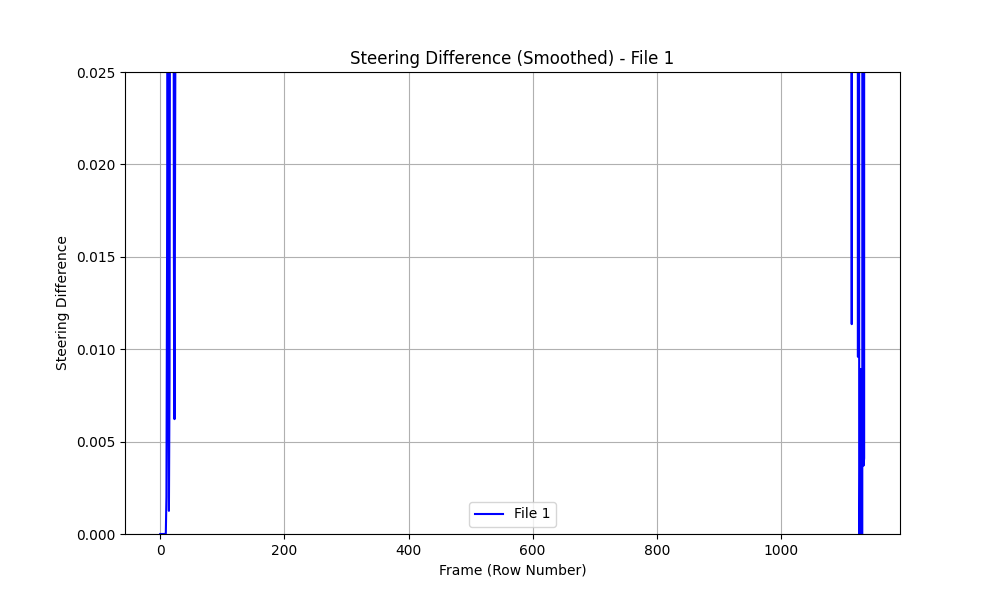 Steering Difference (Smoothed) - File 1
0.025
0.020
0.015
0.010
0.005
0.000
Steering Difference
File 1
0 200 400 600 800 1000
Frame (Row Number)